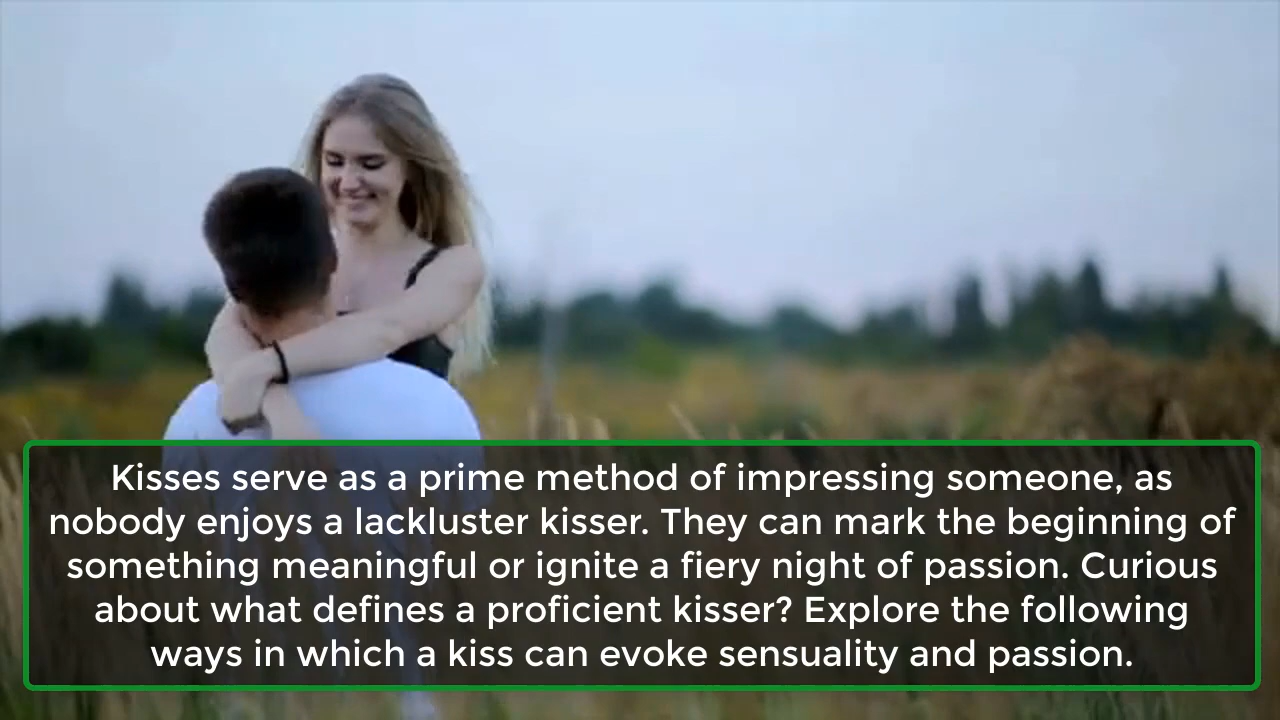 Kisses serve as a prime method of impressing someone, as
nobody enjoys a lackluster kisser. They can mark the beginning of
something meaningful or ignite a fiery night of passion. Curious
about what defines a proficient kisser? Explore the following
ways in which a kiss can evoke sensuality and passion.